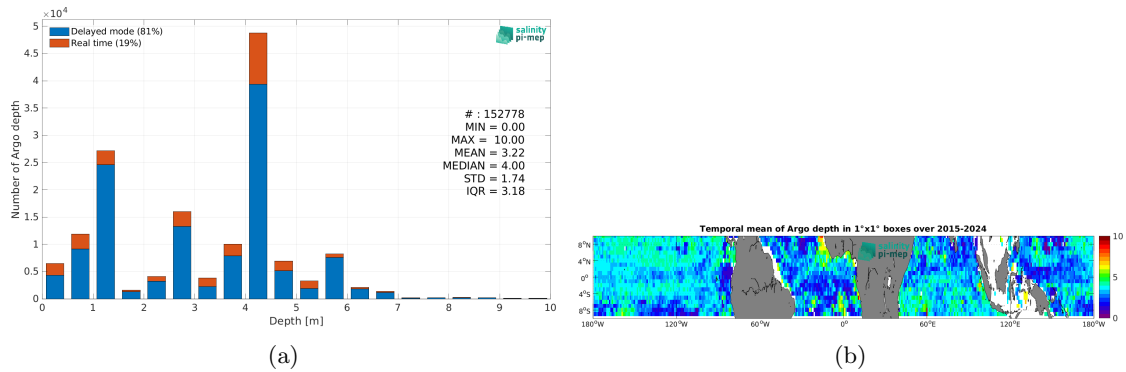 ×10⁴
Delayed mode (81%)
Real time (19%)
salinity
pi-mep
5
4.5
4
3.5
3
2.5
2
1.5
1
0.5
0
Number of Argo depth
# : 152778
MIN = 0.00
MAX = 10.00
MEAN = 3.22
MEDIAN = 4.00
STD = 1.74
IQR = 3.18
0 1 2 3 4 5 6 7 8 9 10
Depth [m]
(a)
Temporal mean of Argo depth in 1°x1° boxes over 2015-2024
salinity
pi-mep
8°N
4°N
0°
4°S
8°S
180°W 120°W 60°W 0° 60°E 120°E 180°W
10
8
6
4
2
0
(b)